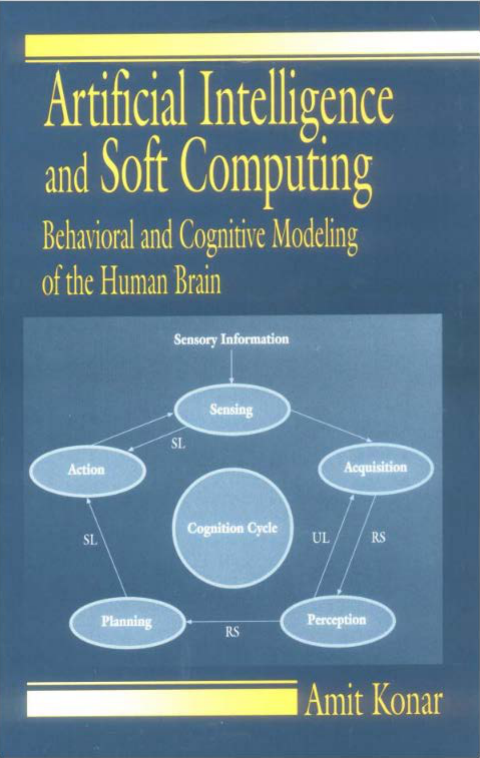 Artificial Intelligence
and Soft Computing
Behavioral and Cognitive Modeling
of the Human Brain
Sensory Information
Sensing
SL
Action
Acquisition
Cognition Cycle
SL
UL
RS
Planning
Perception
RS
Amit Konar